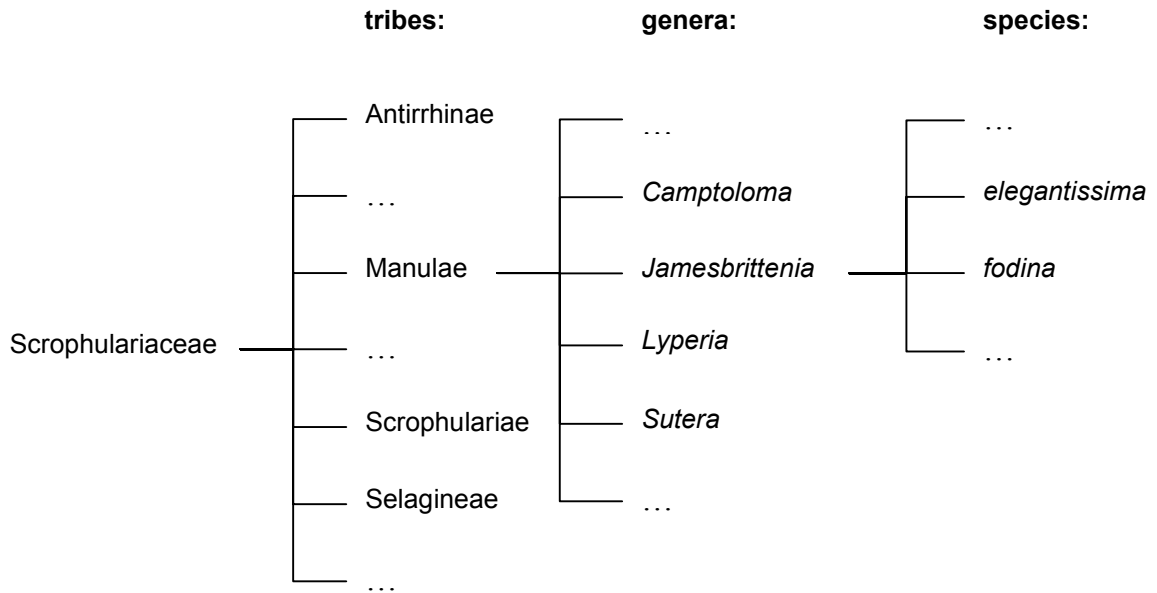 tribes: genera: species:
Antirrhinae … …
… Camptoloma elegantissima
Manulae Jamesbrittenia fodina
Scrophulariaceae … Lyperia …
Scrophulariae Sutera
Selagineae …
…